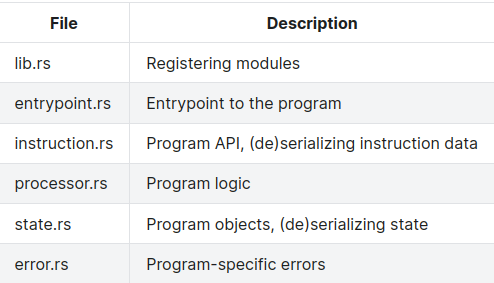 File Description
lib.rs Registering modules
entrypoint.rs Entrypoint to the program
instruction.rs Program API, (de)serializing instruction data
processor.rs Program logic
state.rs Program objects, (de)serializing state
error.rs Program-specific errors